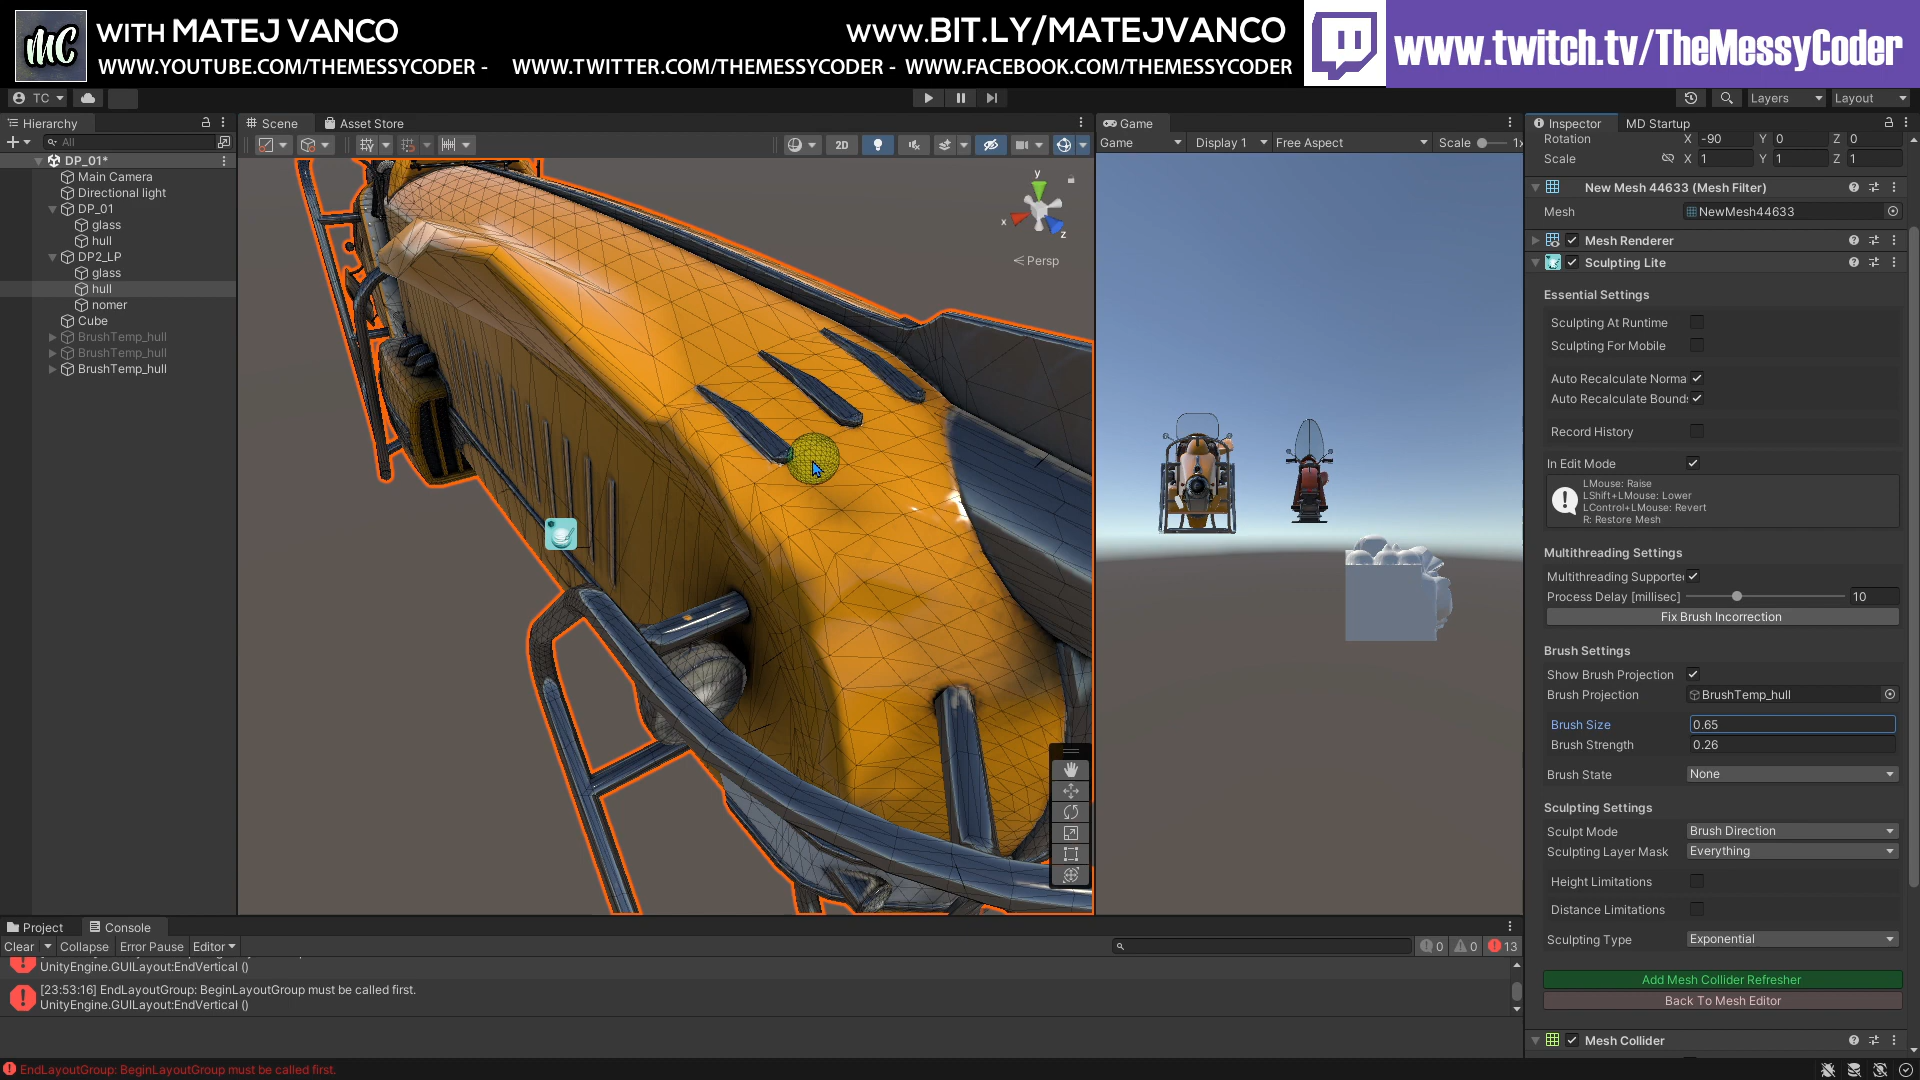 MC
WITH MATEJ VANCO
WWW.YOUTUBE.COM/THEMESSYCODER -
WWW.BIT.LY/MATEJVANCO
WWW.TWITTER.COM/THEMESSYCODER - WWW.FACEBOOK.COM/THEMESSYCODER
www.twitch.tv/TheMessyCoder
TC
Layers
Layout
Hierarchy
All
DP_01*
Main Camera
Directional light
DP_01
glass
hull
DP2_LP
glass
hull
nomer
Cube
BrushTemp_hull
BrushTemp_hull
BrushTemp_hull
Scene
Asset Store
2D
y
x
z
Persp
Game
Game
Display 1
Free Aspect
Scale
1x
Inspector
MD Startup
Rotation X -90 Y 0 Z 0
Scale X 1 Y 1 Z 1
New Mesh 44633 (Mesh Filter)
Mesh NewMesh44633
Mesh Renderer
Sculpting Lite
Essential Settings
Sculpting At Runtime
Sculpting For Mobile
Auto Recalculate Norma
Auto Recalculate Bounds
Record History
In Edit Mode
LMouse: Raise
LShift+LMouse: Lower
LControl+LMouse: Revert
R: Restore Mesh
Multithreading Settings
Multithreading Supporte
Process Delay [millisec] 10
Fix Brush Incorrection
Brush Settings
Show Brush Projection
Brush Projection BrushTemp_hull
Brush Size 0.65
Brush Strength 0.26
Brush State None
Sculpting Settings
Sculpt Mode Brush Direction
Sculpting Layer Mask Everything
Height Limitations
Distance Limitations
Sculpting Type Exponential
Add Mesh Collider Refresher
Back To Mesh Editor
Mesh Collider
Project
Console
Clear Collapse Error Pause Editor
0 0 13
UnityEngine.GUILayout:EndVertical ()
[23:53:16] EndLayoutGroup: BeginLayoutGroup must be called first.
UnityEngine.GUILayout:EndVertical ()
EndLayoutGroup: BeginLayoutGroup must be called first.